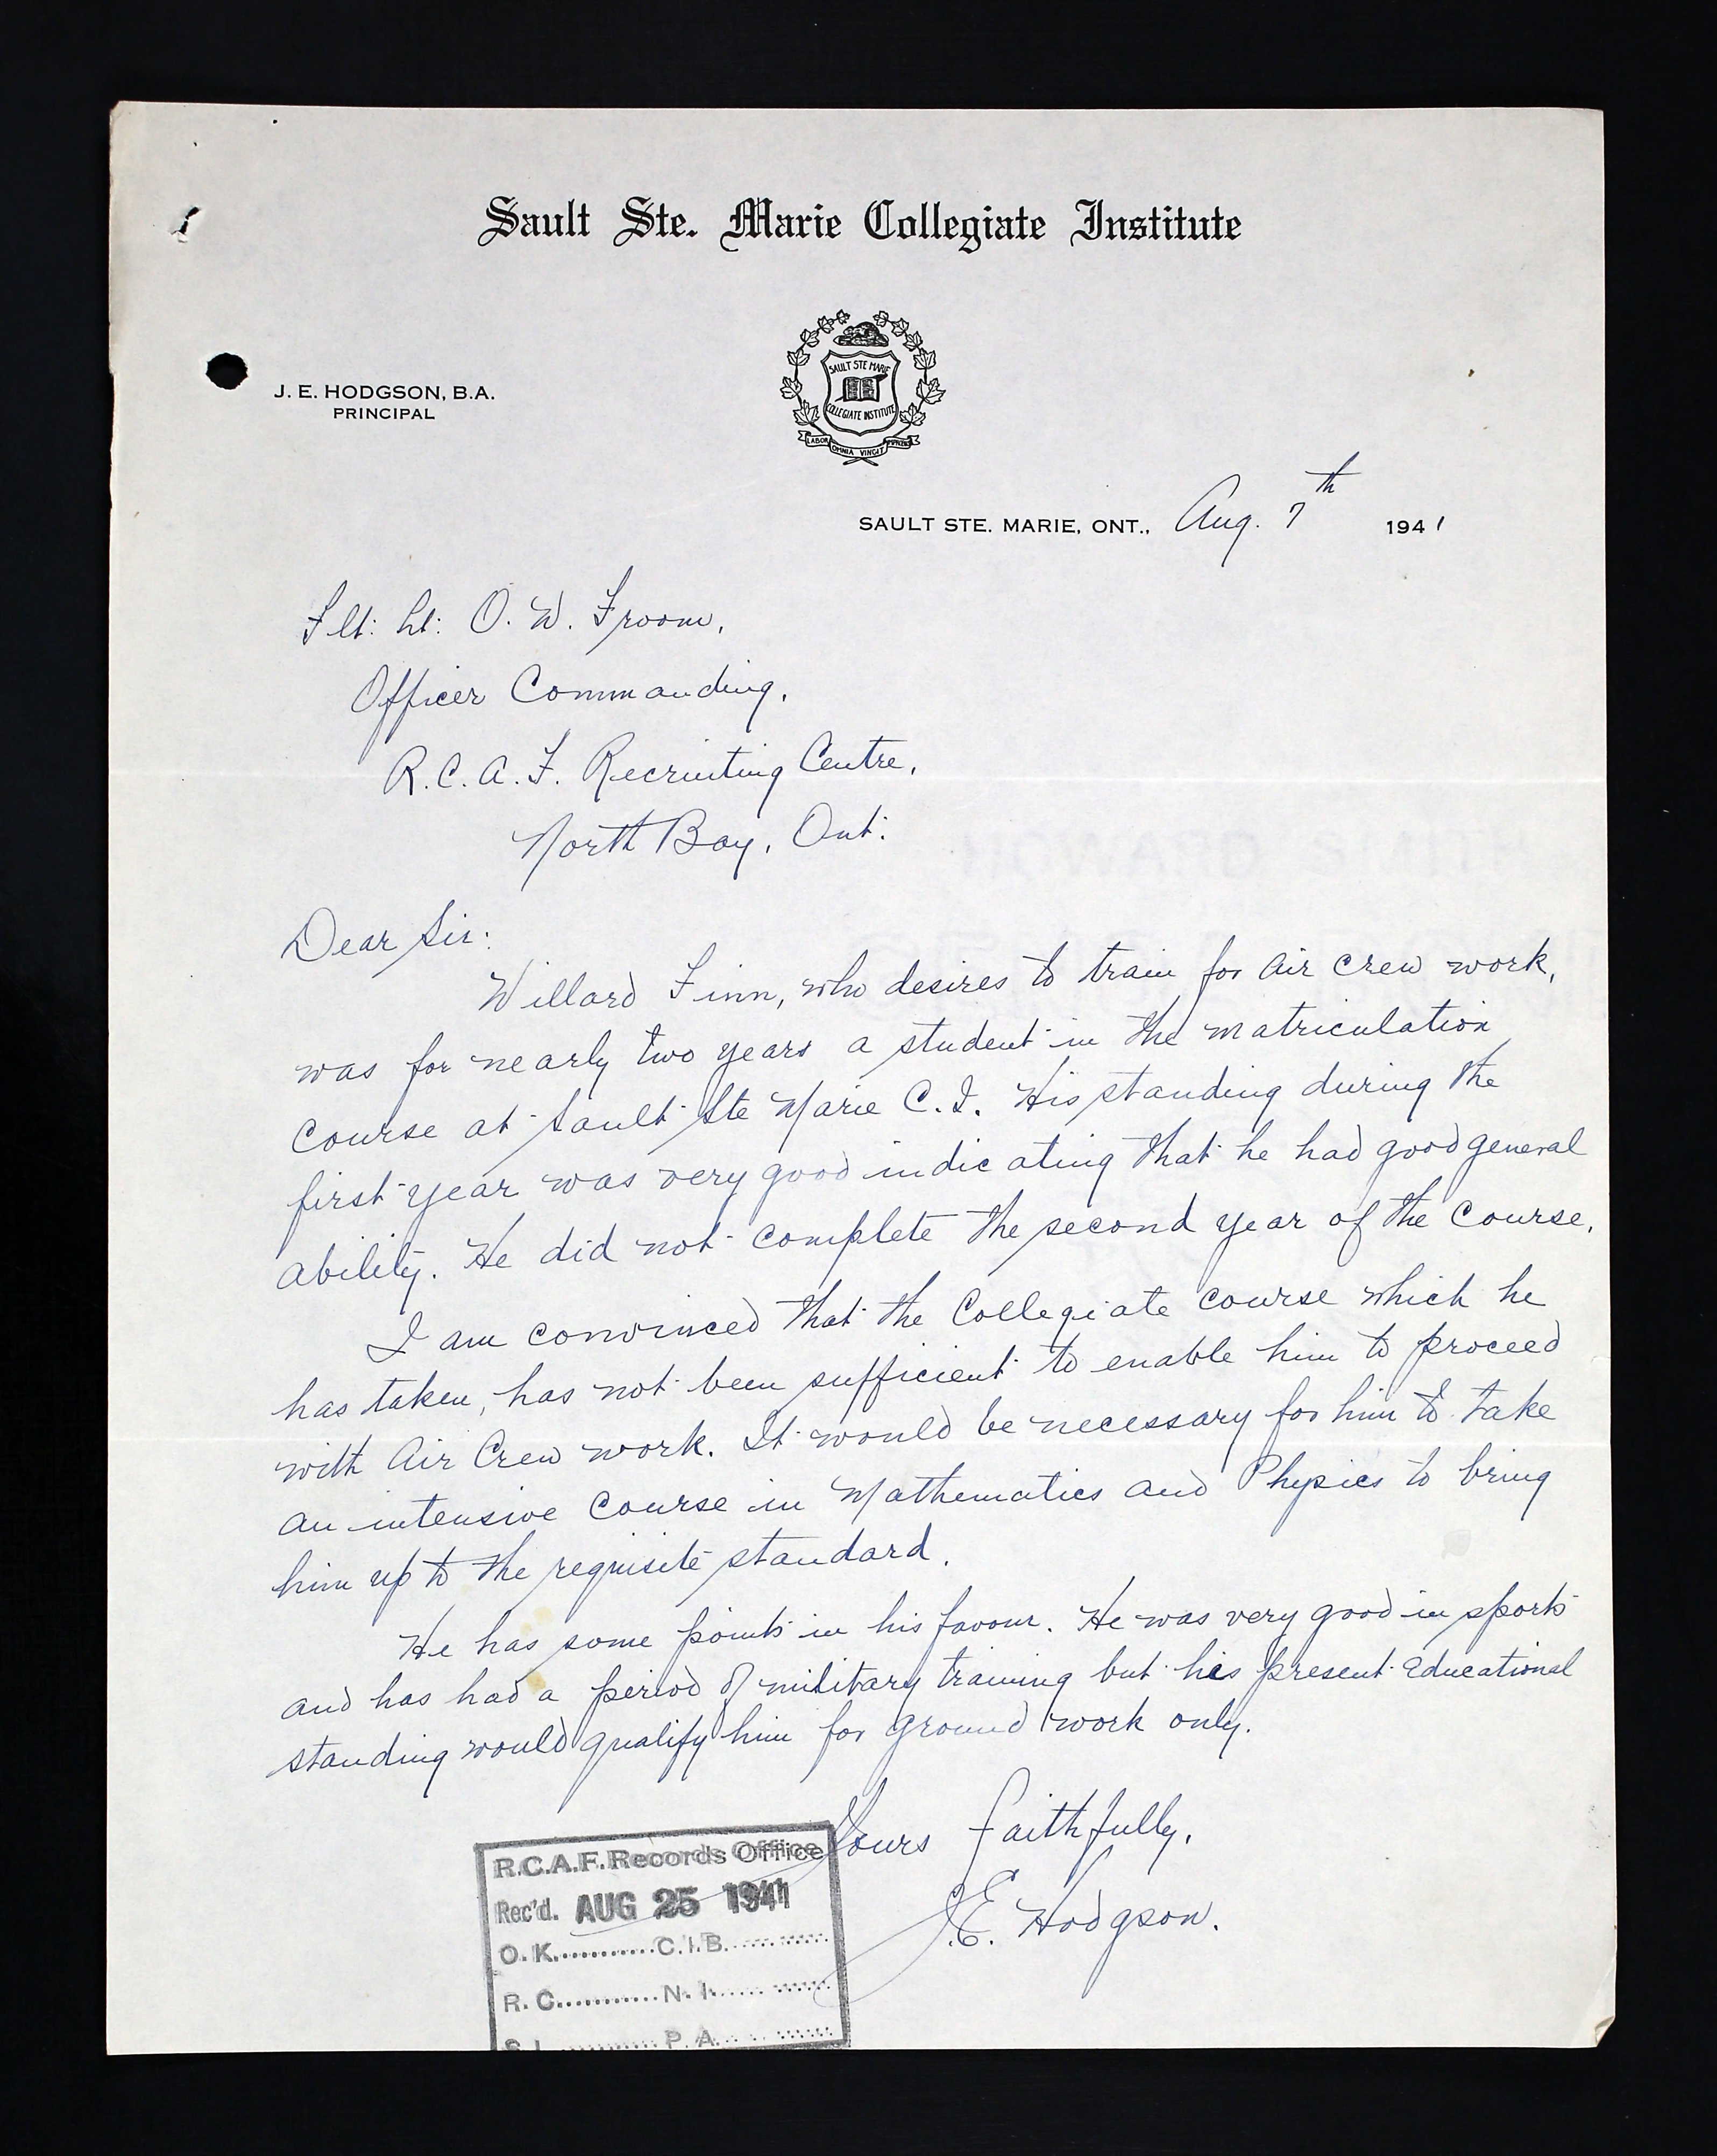 Sault Ste. Marie Collegiate Institute
J. E. HODGSON, B.A.
PRINCIPAL
SAULT STE MARIE
COLLEGIATE INSTITUTE
LABOR OMNIA VINCIT
SAULT STE. MARIE, ONT., Aug. 7th 1941
Flt: Lt: O. W. Froom,
Officer Commanding,
R.C.A.F. Recruiting Centre,
North Bay, Ont:
Dear Sir:
Willard Finn, who desires to train for Air Crew work,
was for nearly two years a student in the matriculation
course at Sault Ste Marie C.I. His standing during the
first year was very good indicating that he had good general
ability. He did not complete the second year of the course.
I am convinced that the Collegiate course which he
has taken, has not been sufficient to enable him to proceed
with Air Crew work. It would be necessary for him to take
an intensive course in Mathematics and Physics to bring
him up to the requisite standard.
He has some points in his favour. He was very good in sports
and has had a period of military training but his present educational
standing would qualify him for ground work only.
Yours faithfully,
J.E. Hodgson.
R.C.A.F. Records Office
Rec'd. AUG 25 1941
O.K............C.I.B...........
R.C............N.I...........
S.I............P.A...........